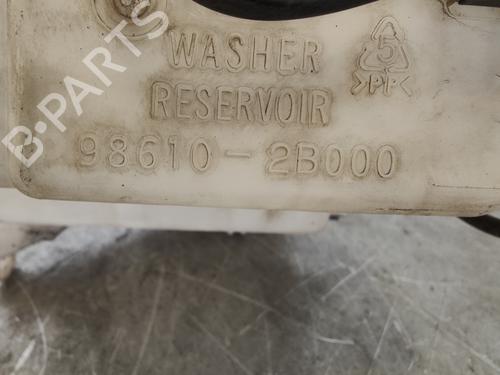 WASHER
RESERVOIR
98610-2B000
5
>PP<
B-PARTS